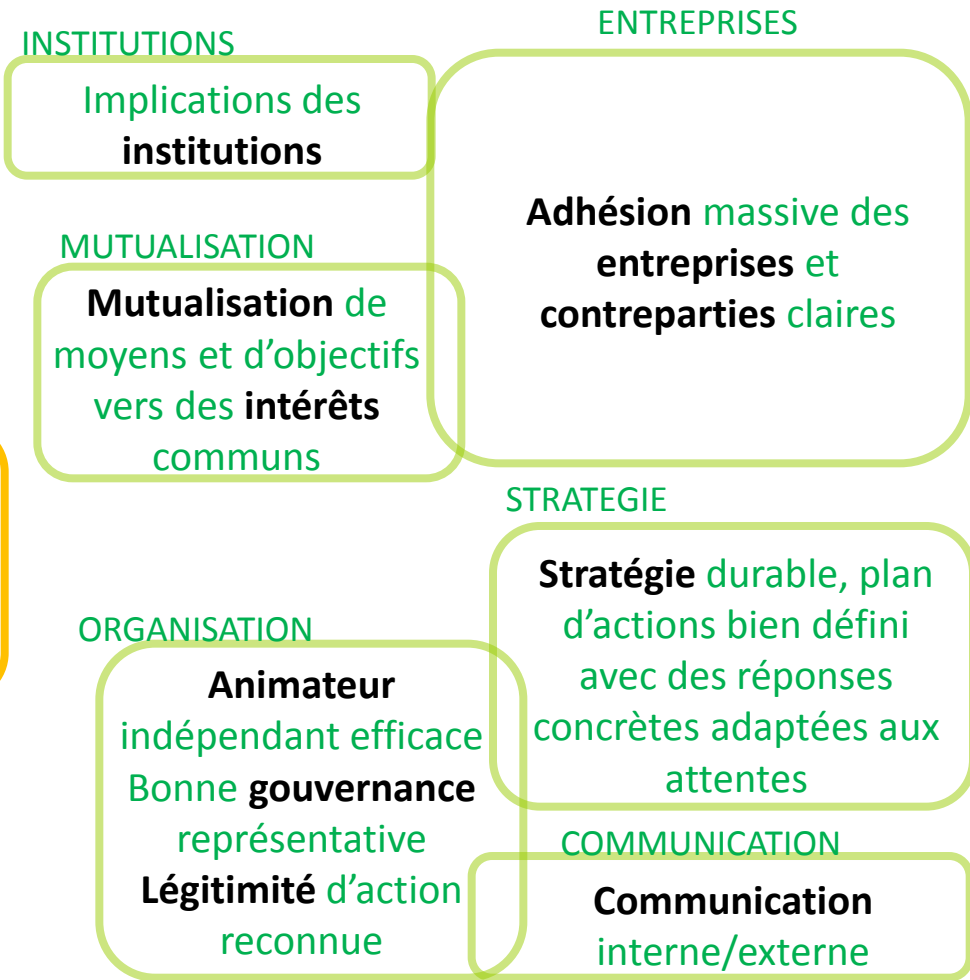 INSTITUTIONS
Implications des
institutions
ENTREPRISES
Adhésion massive des
entreprises et
contreparties claires
MUTUALISATION
Mutualisation de
moyens et d’objectifs
vers des intérêts
communs
STRATEGIE
Stratégie durable, plan
d’actions bien défini
avec des réponses
concrètes adaptées aux
attentes
ORGANISATION
Animateur
indépendant efficace
Bonne gouvernance
représentative
Légitimité d’action
reconnue
COMMUNICATION
Communication
interne/externe